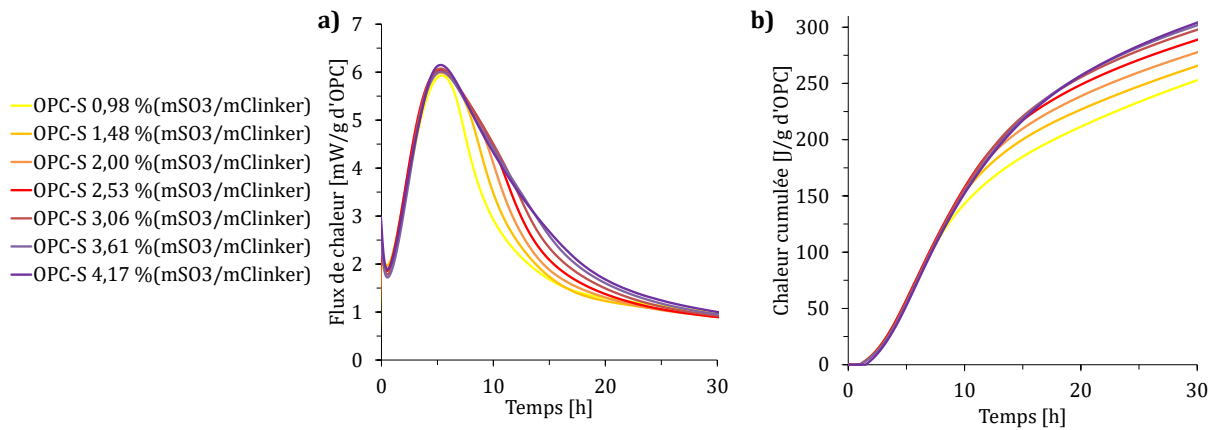 OPC-S 0,98 %(mSO3/mClinker)
OPC-S 1,48 %(mSO3/mClinker)
OPC-S 2,00 %(mSO3/mClinker)
OPC-S 2,53 %(mSO3/mClinker)
OPC-S 3,06 %(mSO3/mClinker)
OPC-S 3,61 %(mSO3/mClinker)
OPC-S 4,17 %(mSO3/mClinker)
a)
Flux de chaleur [mW/g d'OPC]
7
6
5
4
3
2
1
0
0
10
20
30
Temps [h]
b)
Chaleur cumulée [J/g d'OPC]
300
250
200
150
100
50
0
0
10
20
30
Temps [h]